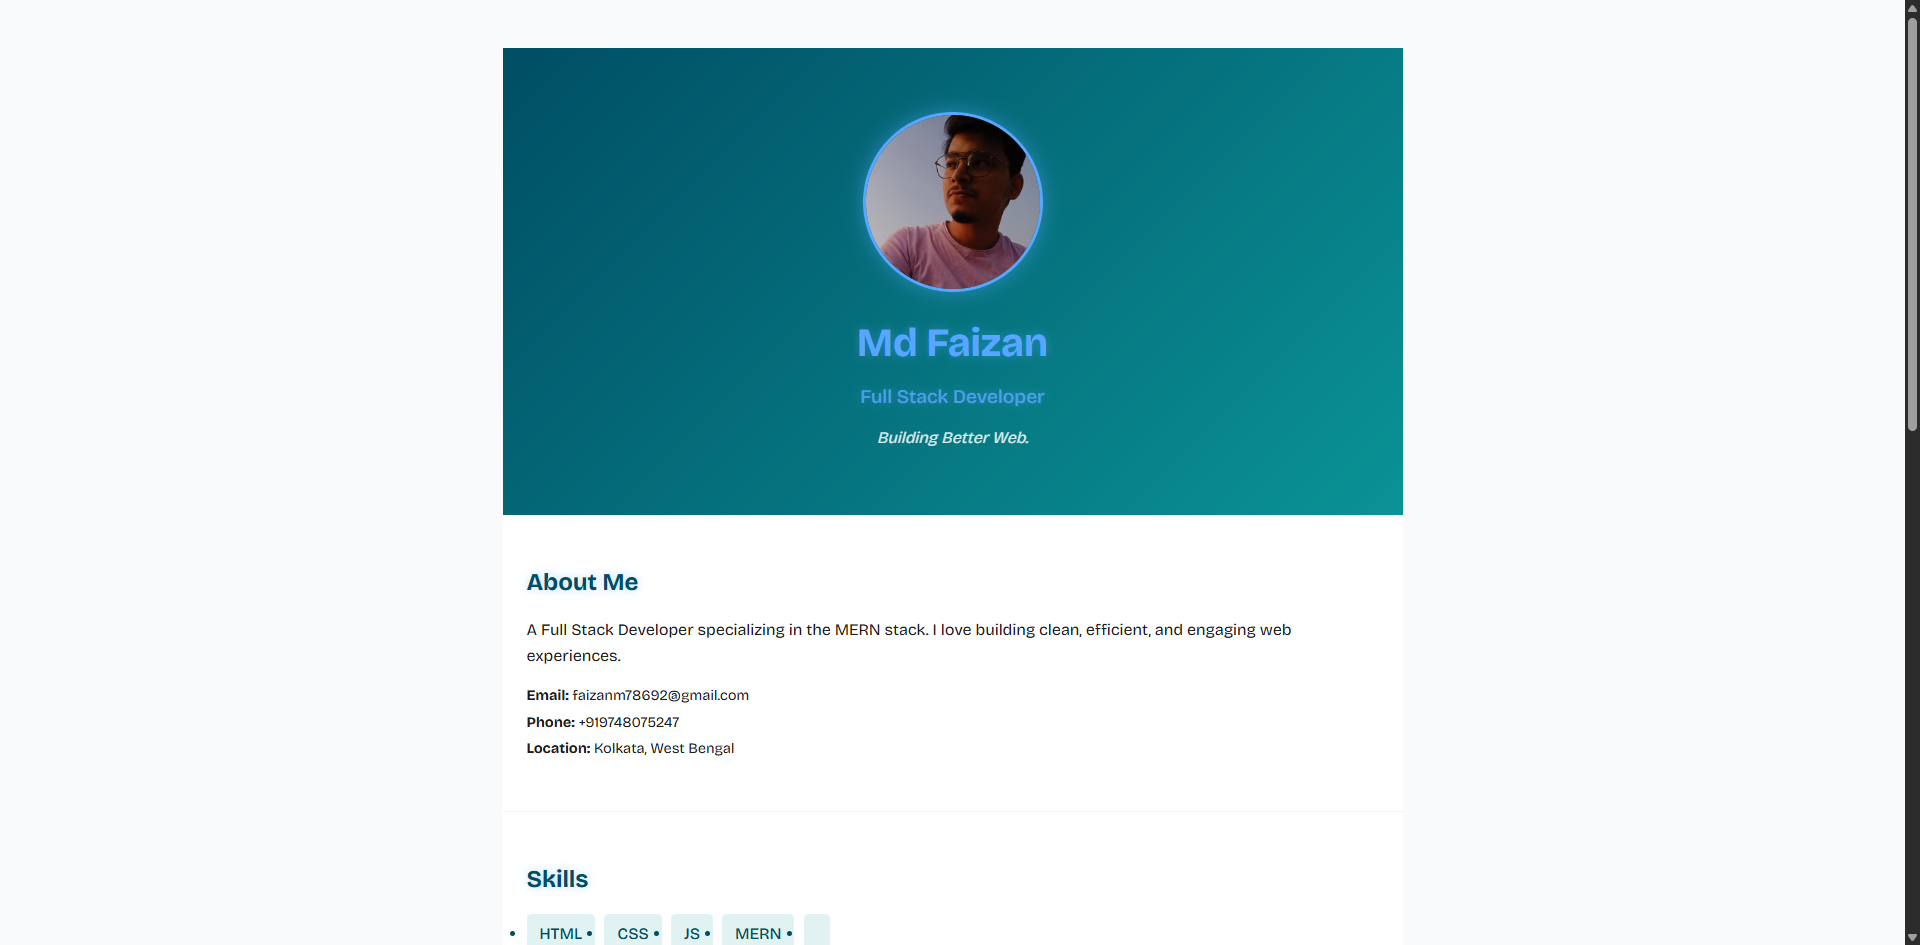 Md Faizan
Full Stack Developer
Building Better Web.
About Me
A Full Stack Developer specializing in the MERN stack. I love building clean, efficient, and engaging web
experiences.
Email: faizanm78692@gmail.com
Phone: +919748075247
Location: Kolkata, West Bengal
Skills
• HTML • CSS • JS • MERN •